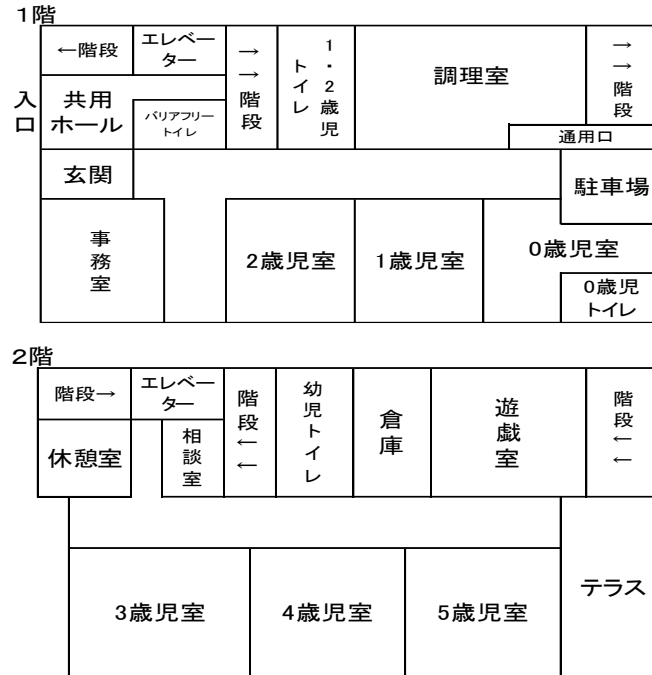 1階
←階段
エレベー
ター
→→階段
1・2歳児
トイレ
調理室
→→階段
入口
共用
ホール
バリアフリー
トイレ
通用口
玄関
駐車場
事務室
2歳児室
1歳児室
0歳児室
0歳児
トイレ
2階
階段→
エレベー
ター
階段←←
幼児トイレ
倉庫
遊戯室
階段←←
休憩室
相談室
3歳児室
4歳児室
5歳児室
テラス